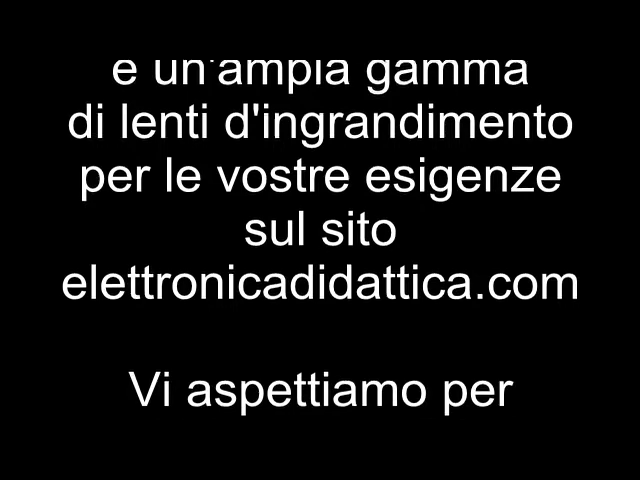 e un'ampia gamma
di lenti d'ingrandimento
per le vostre esigenze
sul sito
elettronicadidattica.com
Vi aspettiamo per